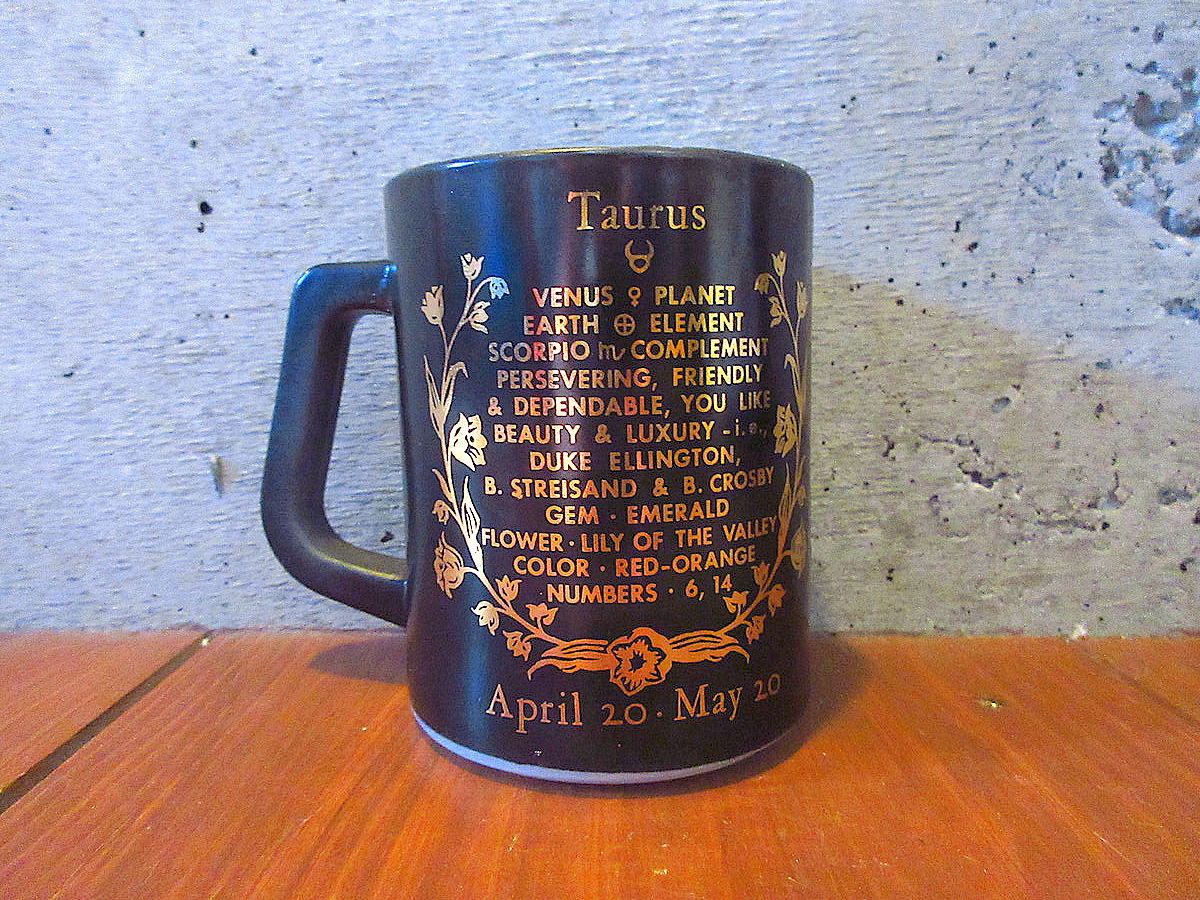 Taurus
♉
VENUS ♀ PLANET
EARTH ⊕ ELEMENT
SCORPIO ♏ COMPLEMENT
PERSEVERING, FRIENDLY
& DEPENDABLE, YOU LIKE
BEAUTY & LUXURY - i.e.,
DUKE ELLINGTON,
B. STREISAND & B. CROSBY
GEM · EMERALD
FLOWER · LILY OF THE VALLEY
COLOR · RED-ORANGE
NUMBERS · 6, 14
April 20 · May 20